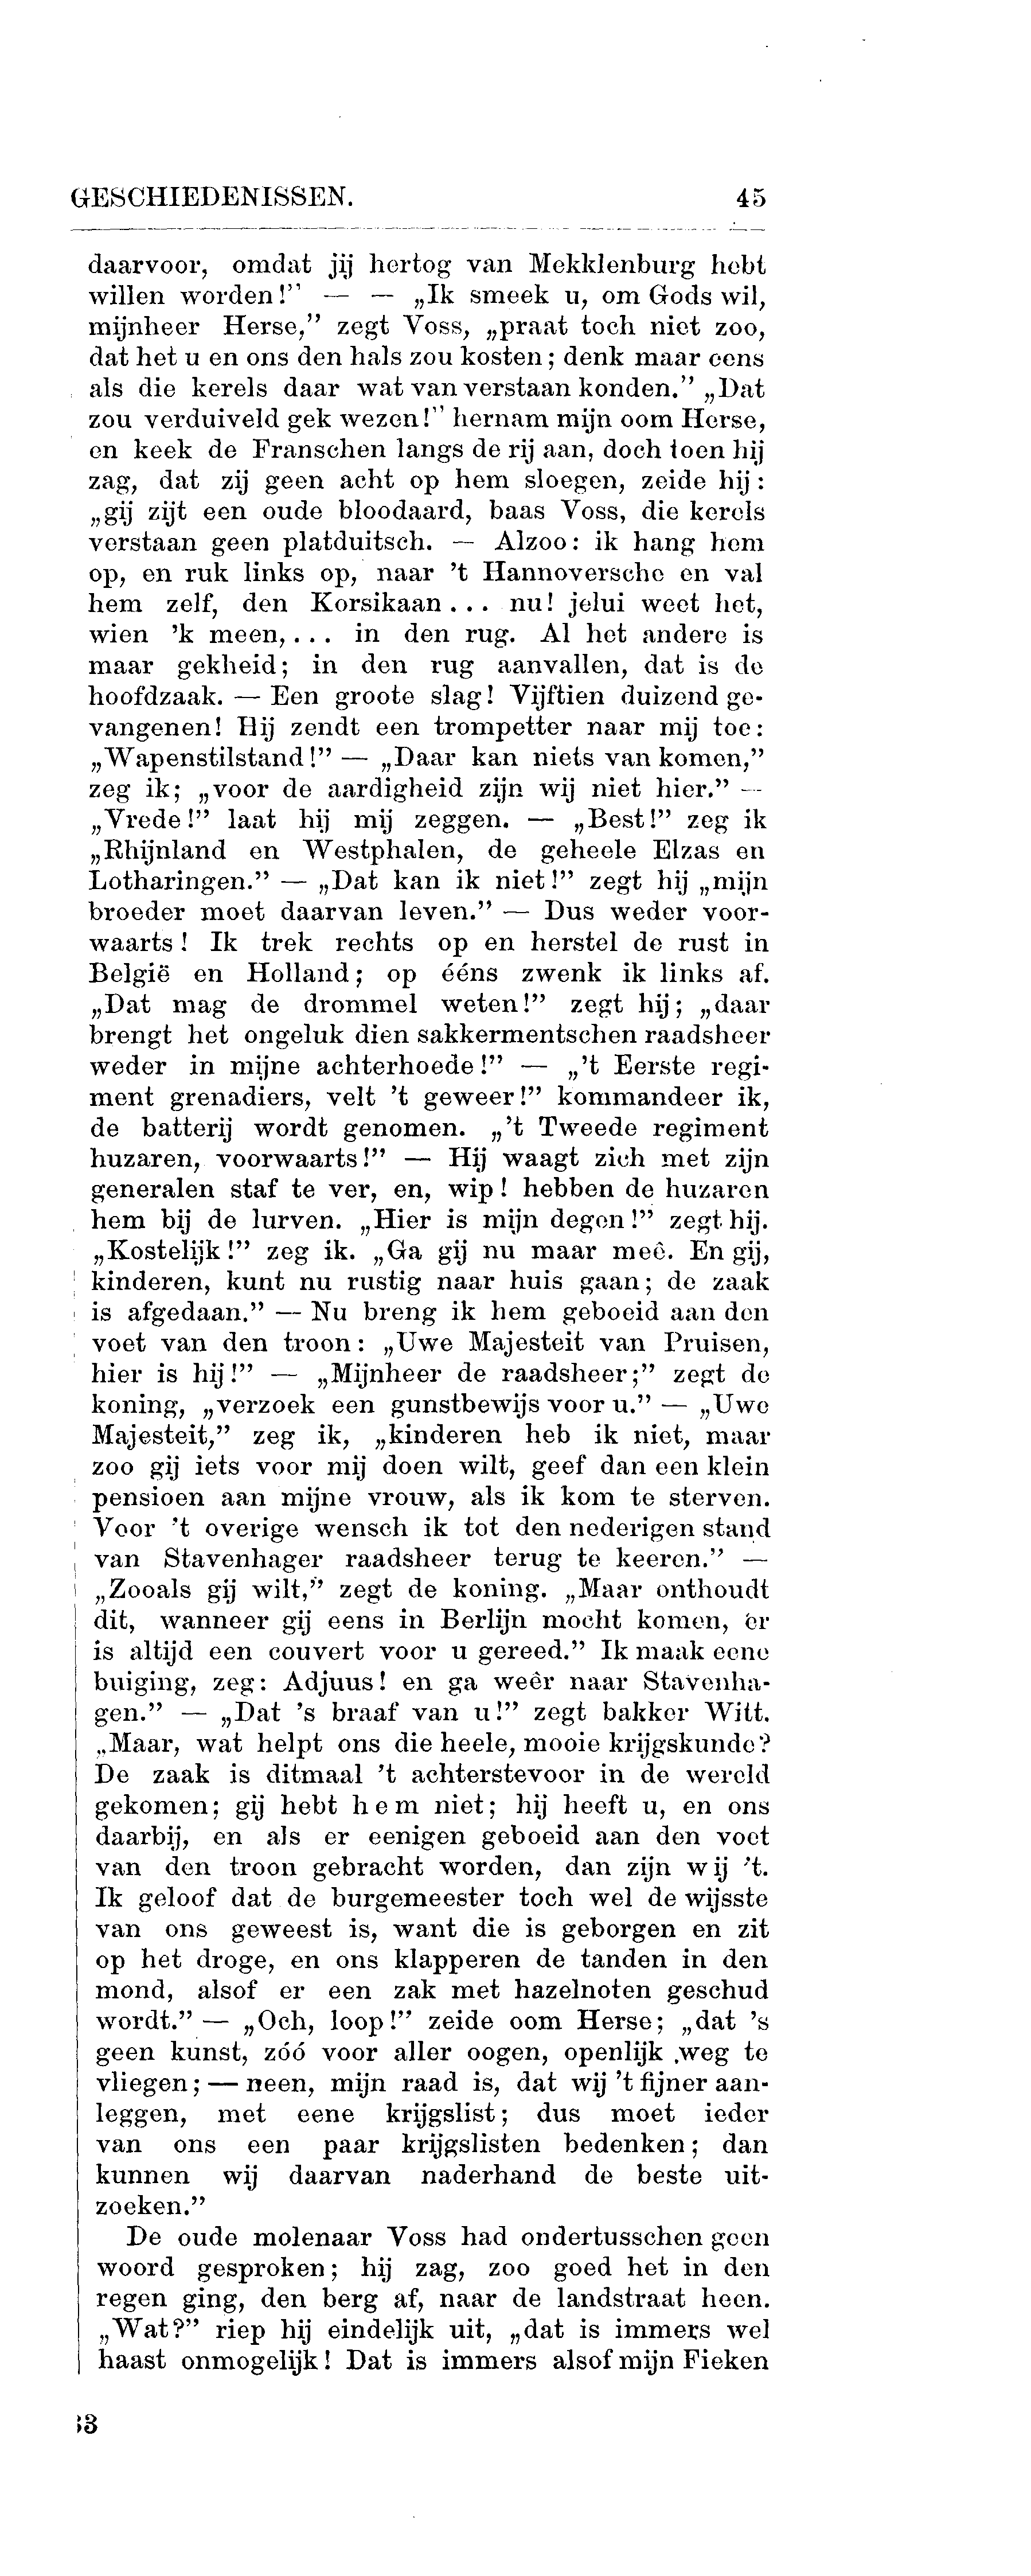 GESCHIEDENISSEN. 45
daarvoor, omdat jij hertog van Mekklenburg hebt
willen worden!" — — „Ik smeek u, om Gods wil,
mijnheer Herse," zegt Voss, „praat toch niet zoo,
dat het u en ons den hals zou kosten; denk maar eens
als die kerels daar wat van verstaan konden." „Dat
zou verduiveld gek wezen!" hernam mijn oom Herse,
en keek de Franschen langs de rij aan, doch toen hij
zag, dat zij geen acht op hem sloegen, zeide hij:
„gij zijt een oude bloodaard, baas Voss, die kerels
verstaan geen platduitsch. — Alzoo: ik hang hem
op, en ruk links op, naar 't Hannoversche en val
hem zelf, den Korsikaan... nu! jelui weet het,
wien 'k meen,... in den rug. Al het andere is
maar gekheid; in den rug aanvallen, dat is de
hoofdzaak. — Een groote slag! Vijftien duizend ge-
vangenen! Hij zendt een trompetter naar mij toe:
„Wapenstilstand!" — „Daar kan niets van komen,"
zeg ik; „voor de aardigheid zijn wij niet hier." —
„Vrede!" laat hij mij zeggen. — „Best!" zeg ik
„Rhijnland en Westphalen, de geheele Elzas en
Lotharingen." — „Dat kan ik niet!" zegt hij „mijn
broeder moet daarvan leven." — Dus weder voor-
waarts! Ik trek rechts op en herstel de rust in
België en Holland; op ééns zwenk ik links af.
„Dat mag de drommel weten!" zegt hij; „daar
brengt het ongeluk dien sakkermentschen raadsheer
weder in mijne achterhoede!" — „'t Eerste regi-
ment grenadiers, velt 't geweer!" kommandeer ik,
de batterij wordt genomen. „'t Tweede regiment
huzaren, voorwaarts!" — Hij waagt zich met zijn
generalen staf te ver, en, wip! hebben de huzaren
hem bij de lurven. „Hier is mijn degen!" zegt hij.
„Kostelijk!" zeg ik. „Ga gij nu maar meê. En gij,
kinderen, kunt nu rustig naar huis gaan; de zaak
is afgedaan." — Nu breng ik hem geboeid aan den
voet van den troon: „Uwe Majesteit van Pruisen,
hier is hij!" — „Mijnheer de raadsheer;" zegt de
koning, „verzoek een gunstbewijs voor u." — „Uwe
Majesteit," zeg ik, „kinderen heb ik niet, maar
zoo gij iets voor mij doen wilt, geef dan een klein
pensioen aan mijne vrouw, als ik kom te sterven.
Voor 't overige wensch ik tot den nederigen stand
van Stavenhager raadsheer terug te keeren." —
„Zooals gij wilt," zegt de koning. „Maar onthoudt
dit, wanneer gij eens in Berlijn mocht komen, er
is altijd een couvert voor u gereed." Ik maak eene
buiging, zeg: Adjuus! en ga weêr naar Stavenha-
gen." — „Dat 's braaf van u!" zegt bakker Witt.
„Maar, wat helpt ons die heele, mooie krijgskunde?
De zaak is ditmaal 't achterstevoor in de wereld
gekomen; gij hebt hem niet; hij heeft u, en ons
daarbij, en als er eenigen geboeid aan den voet
van den troon gebracht worden, dan zijn wij 't.
Ik geloof dat de burgemeester toch wel de wijsste
van ons geweest is, want die is geborgen en zit
op het droge, en ons klapperen de tanden in den
mond, alsof er een zak met hazelnoten geschud
wordt." — „Och, loop!" zeide oom Herse; „dat 's
geen kunst, zóó voor aller oogen, openlijk weg te
vliegen; — neen, mijn raad is, dat wij 't fijner aan-
leggen, met eene krijgslist; dus moet ieder
van ons een paar krijgslisten bedenken; dan
kunnen wij daarvan naderhand de beste uit-
zoeken."
De oude molenaar Voss had ondertusschen geen
woord gesproken; hij zag, zoo goed het in den
regen ging, den berg af, naar de landstraat heen.
„Wat?" riep hij eindelijk uit, „dat is immers wel
haast onmogelijk! Dat is immers alsof mijn Fieken
33